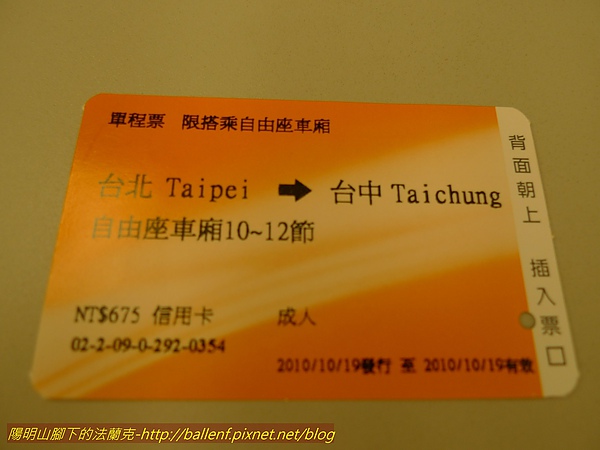 單程票 限搭乘自由座車廂
台北 Taipei → 台中 Taichung
自由座車廂10~12節
NT$675 信用卡 成人
02-2-09-0-292-0354
2010/10/19發行 至 2010/10/19有效
背面朝上 插入票口
陽明山腳下的法蘭克-http://ballenf.pixnet.net/blog